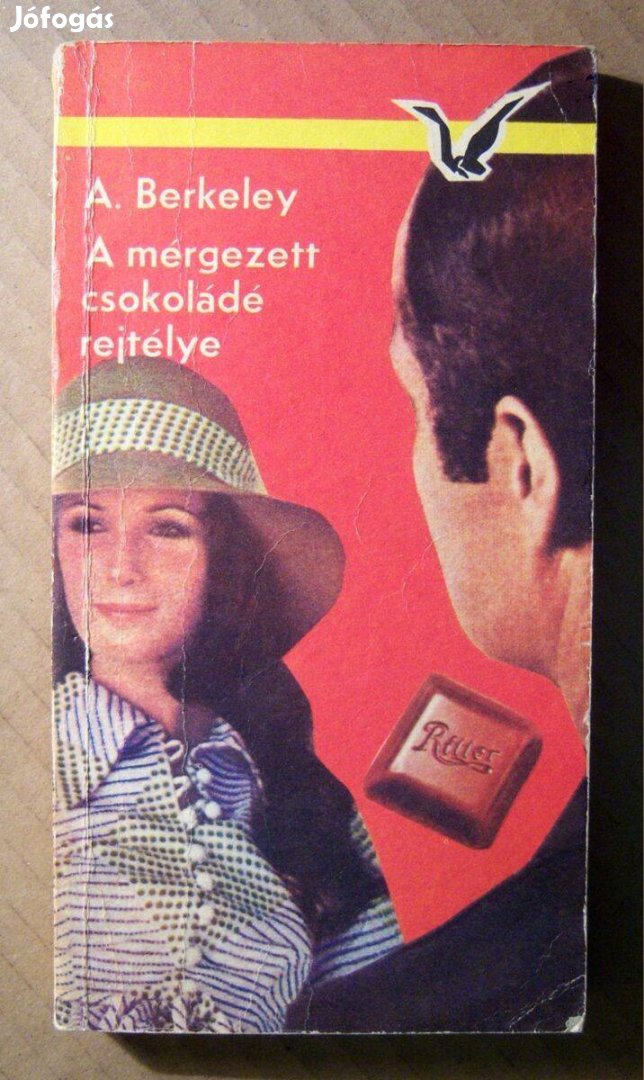 Jófogás
A. Berkeley
A mérgezett
csokoládé
rejtélye
Ritter